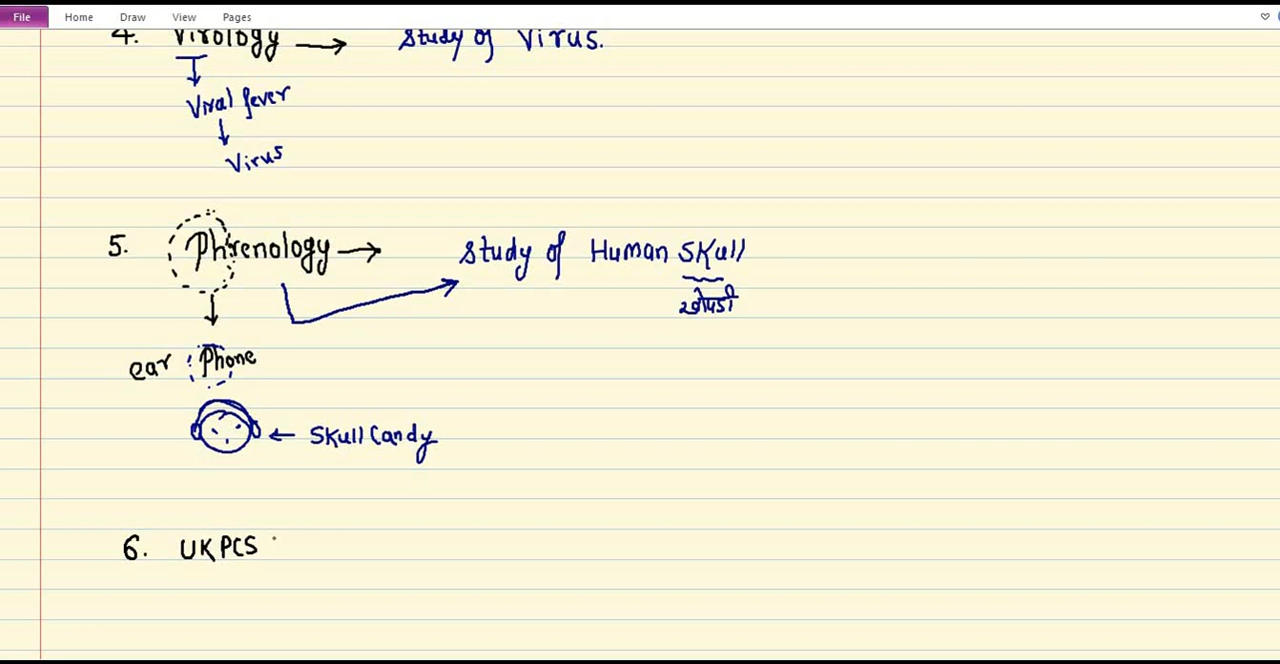 File Home Draw View Pages
4. Virology → Study of Virus.
Viral fever
Virus
5. Phrenology → Study of Human Skull
ear Phone
← Skull Candy
6. UKPCS